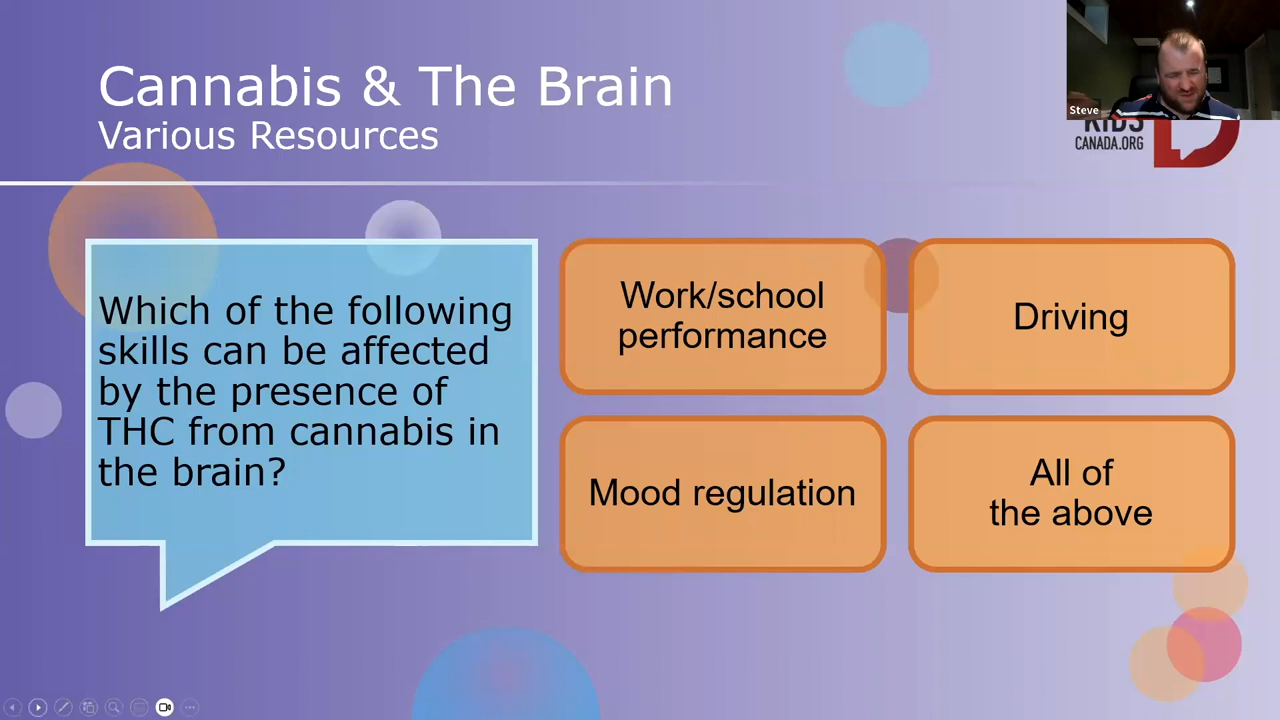 Cannabis & The Brain
Various Resources
Steve
KIDS
CANADA.ORG
Which of the following
skills can be affected
by the presence of
THC from cannabis in
the brain?
Work/school
performance
Driving
Mood regulation
All of
the above